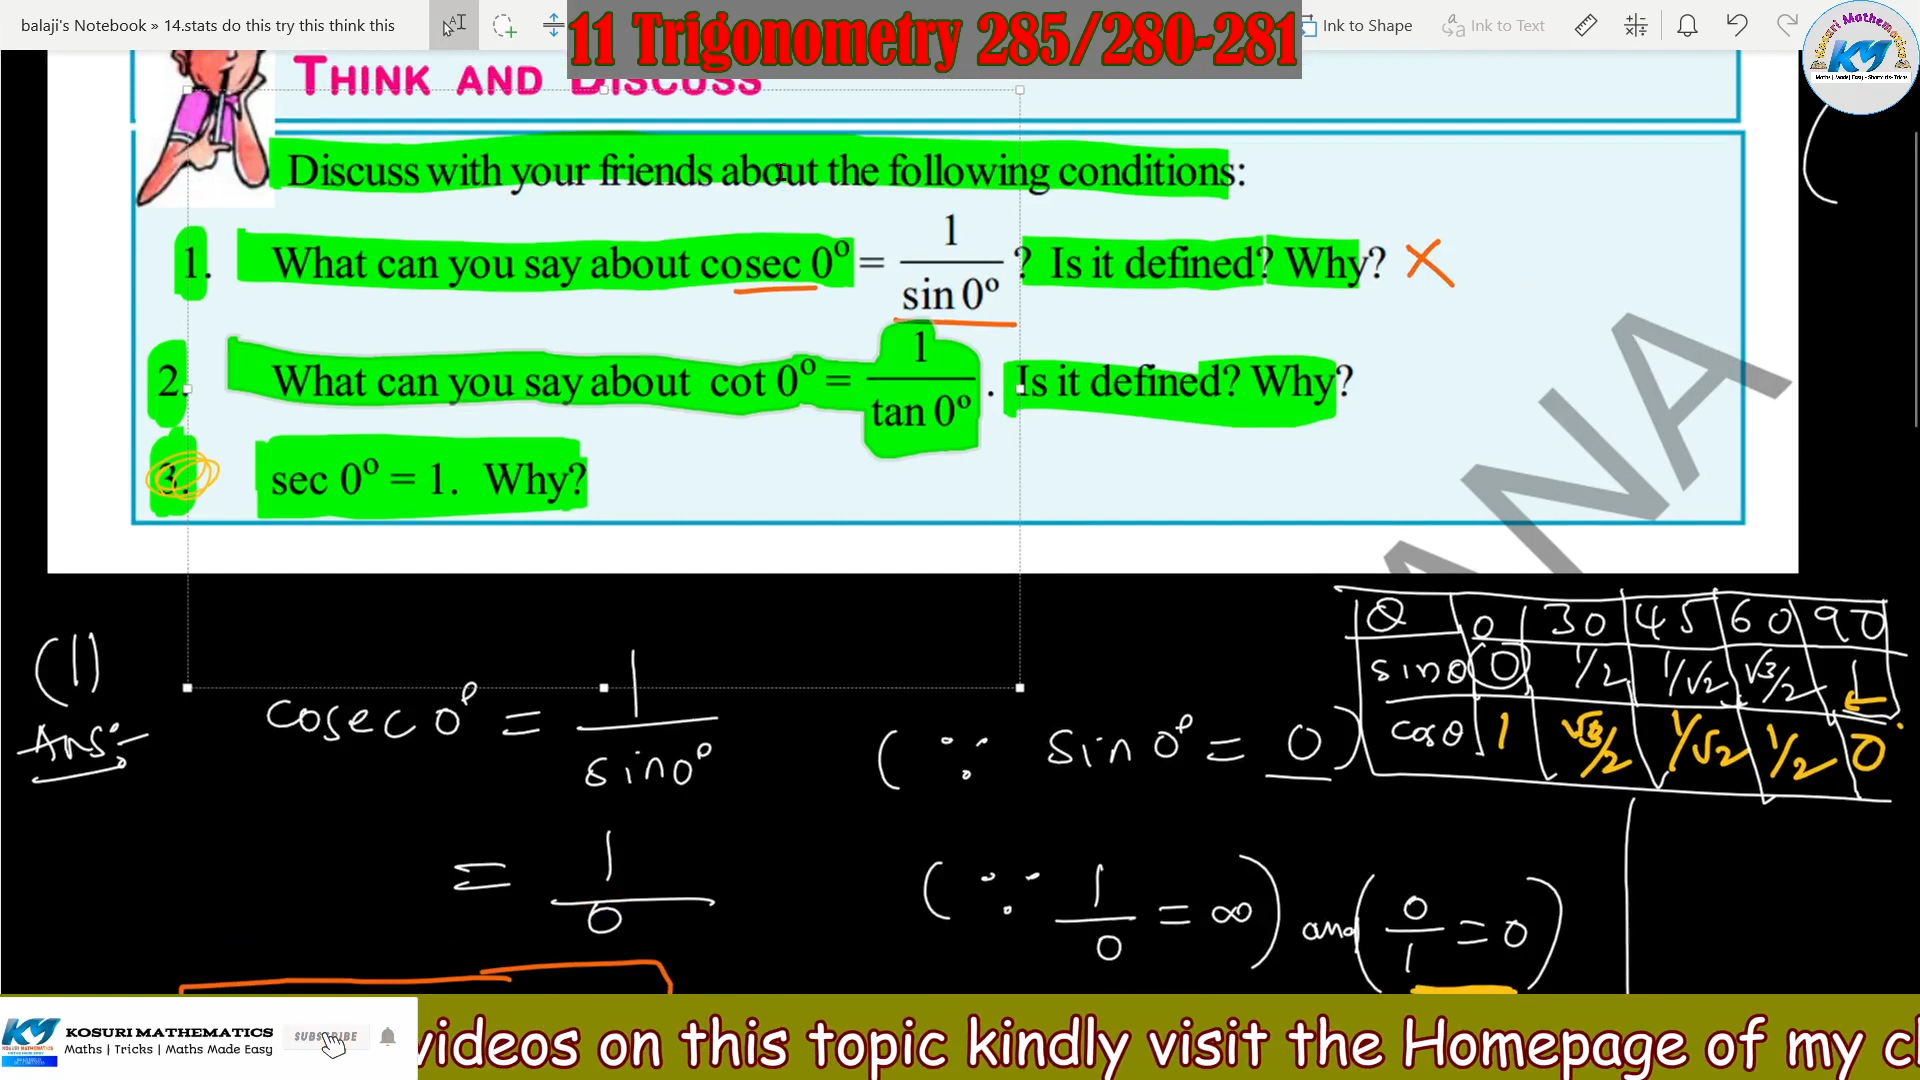 balaji's Notebook » 14.stats do this try this think this
11 Trigonometry 285/280-281
Ink to Shape
Ink to Text
THINK AND DISCUSS
Discuss with your friends about the following conditions:
1. What can you say about cosec 0° = 1/sin 0° ? Is it defined? Why? ×
2. What can you say about cot 0° = 1/tan 0° . Is it defined? Why?
3. sec 0° = 1. Why?
θ 0 30 45 60 90
sinθ 0 1/2 1/√2 √3/2 1
cosθ 1 √3/2 1/√2 1/2 0
(1)
Ans:-
cosec 0° = 1/sin 0° (∵ sin 0° = 0)
= 1/0 (∵ 1/0 = ∞) and (0/1 = 0)
KOSURI MATHEMATICS
Maths | Tricks | Maths Made Easy
SUBSCRIBE
videos on this topic kindly visit the Homepage of my cl